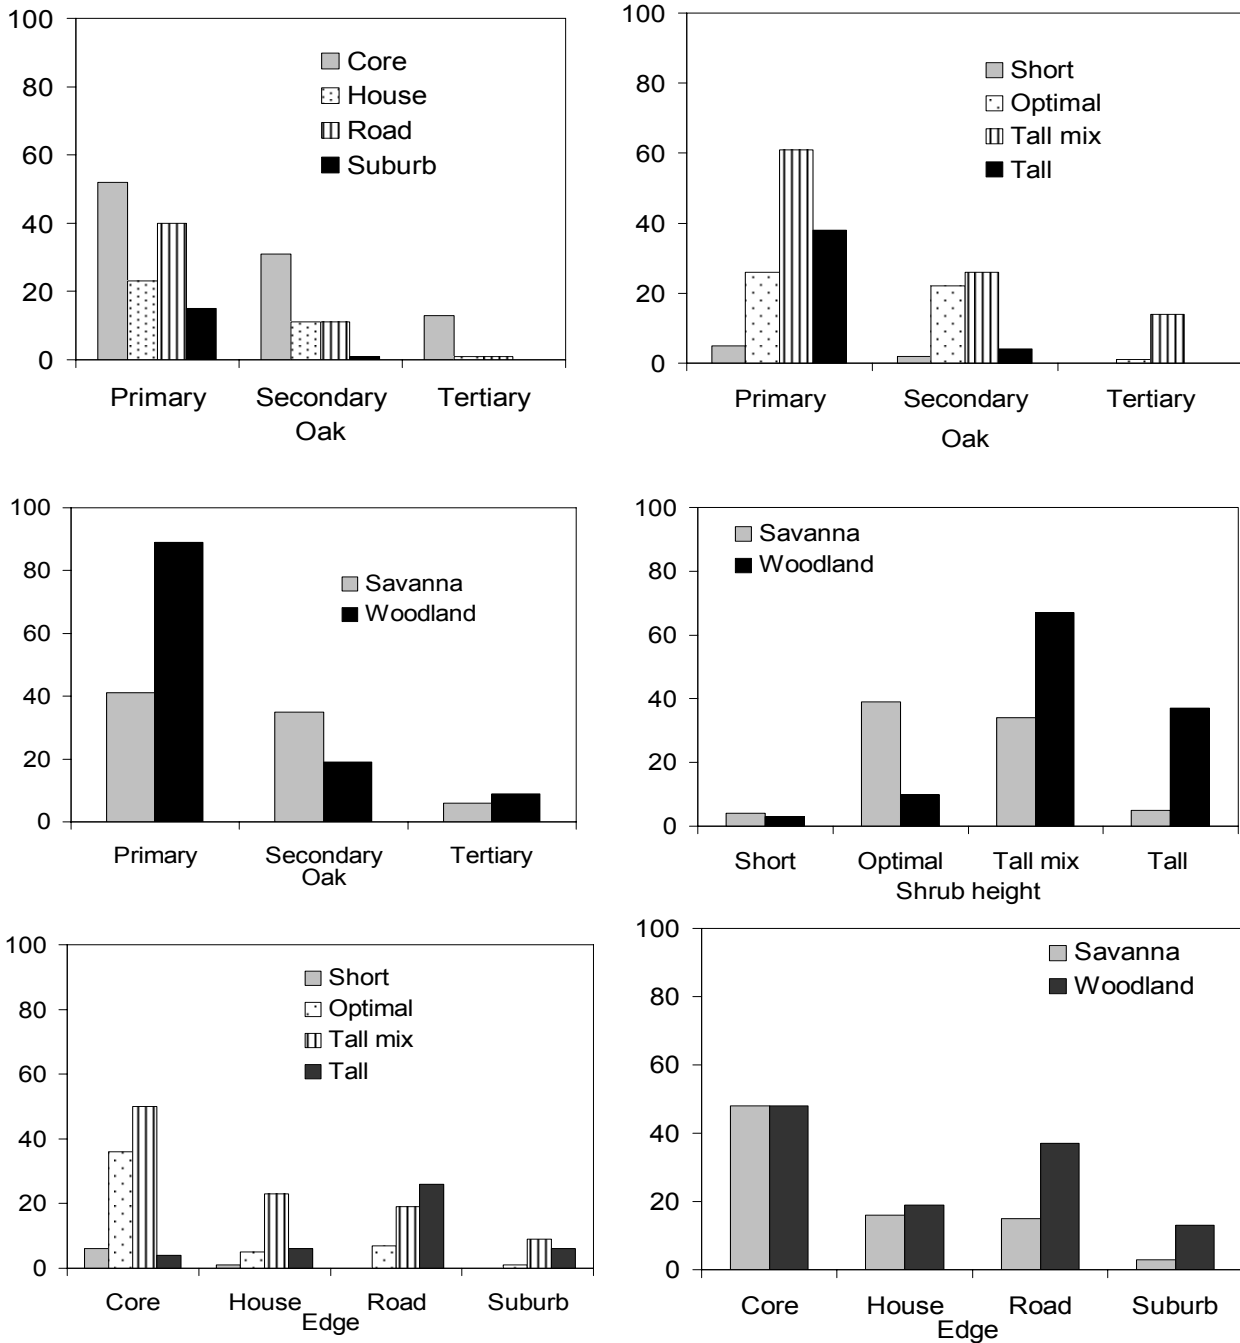 100
80
60
40
20
0
Core
House
Road
Suburb
Primary Secondary Tertiary
Oak
100
80
60
40
20
0
Short
Optimal
Tall mix
Tall
Primary Secondary Tertiary
Oak
100
80
60
40
20
0
Savanna
Woodland
Primary Secondary Tertiary
Oak
100
80
60
40
20
0
Savanna
Woodland
Short Optimal Tall mix Tall
Shrub height
100
80
60
40
20
0
Short
Optimal
Tall mix
Tall
Core House Road Suburb
Edge
100
80
60
40
20
0
Savanna
Woodland
Core House Road Suburb
Edge